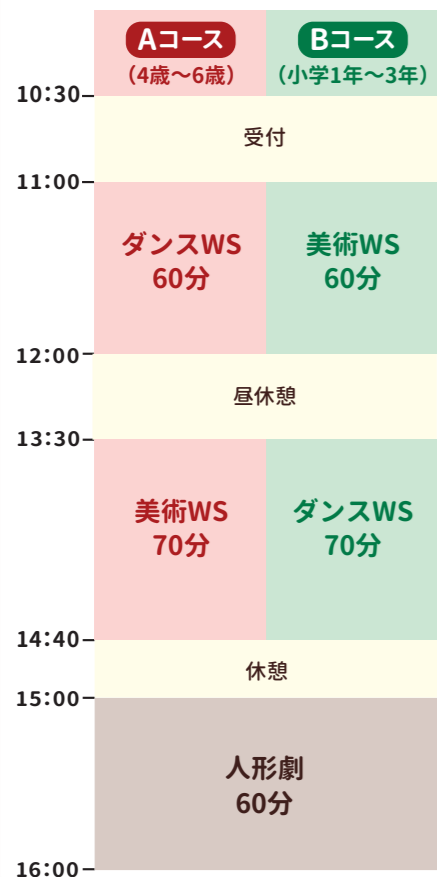 Aコース
Bコース
（4歳～6歳）
（小学1年～3年）
10:30
受付
11:00
ダンスWS
60分
美術WS
60分
12:00
昼休憩
13:30
美術WS
70分
ダンスWS
70分
14:40
休憩
15:00
人形劇
60分
16:00